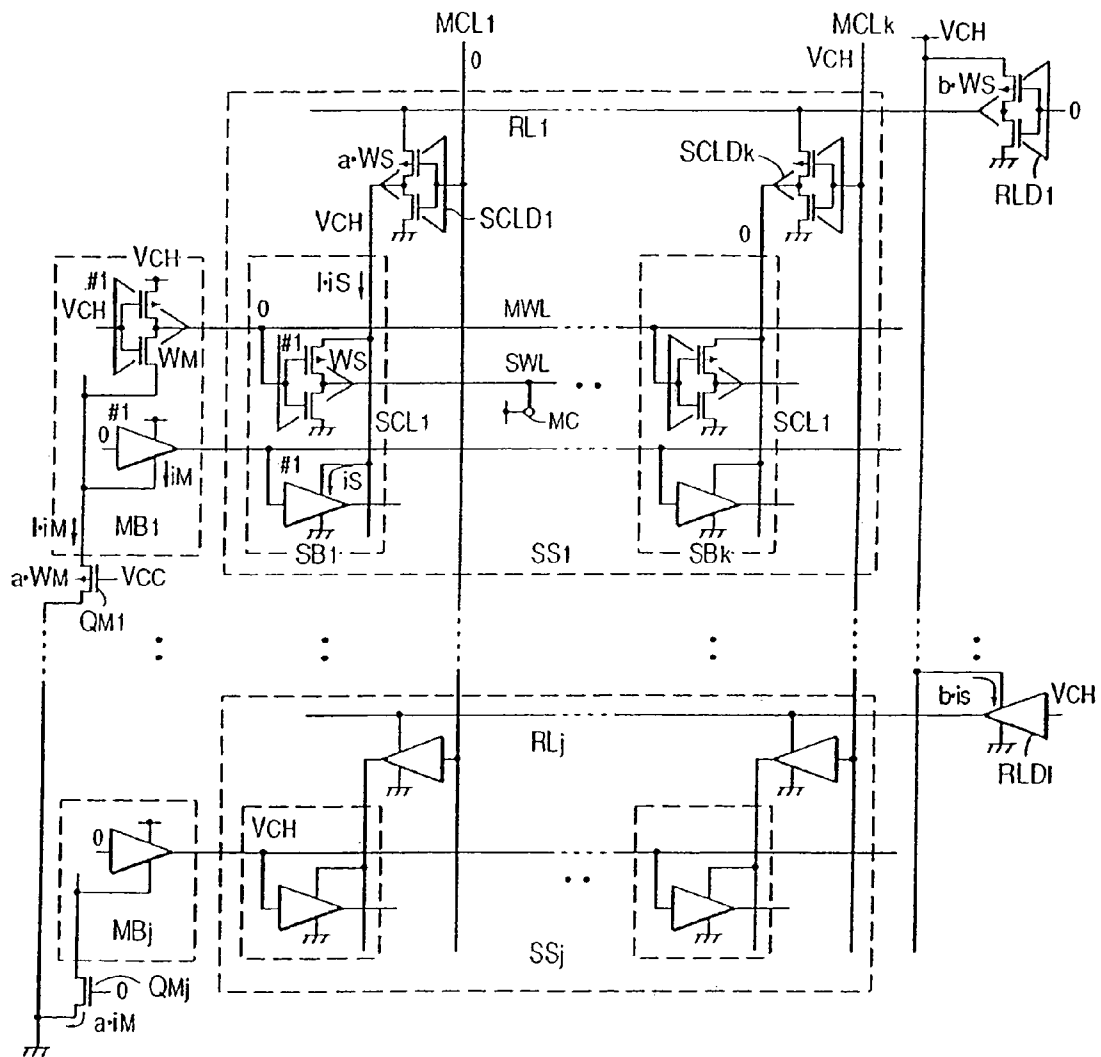 MCL1
MCLk
0
VCH
VCH
b·WS
0
RL1
RLD1
a·WS
SCLDk
SCLD1
VCH
0
VCH
#1
VCH
l·iS
0
MWL
WM
#1
WS
SWL
#1
0
SCL1
MC
SCL1
iM
#1
iS
l·iM
MB1
SB1
SS1
SBk
a·WM
VCC
QM1
b·is
VCH
RLj
RLDl
0
VCH
MBj
SSj
0
QMj
a·iM